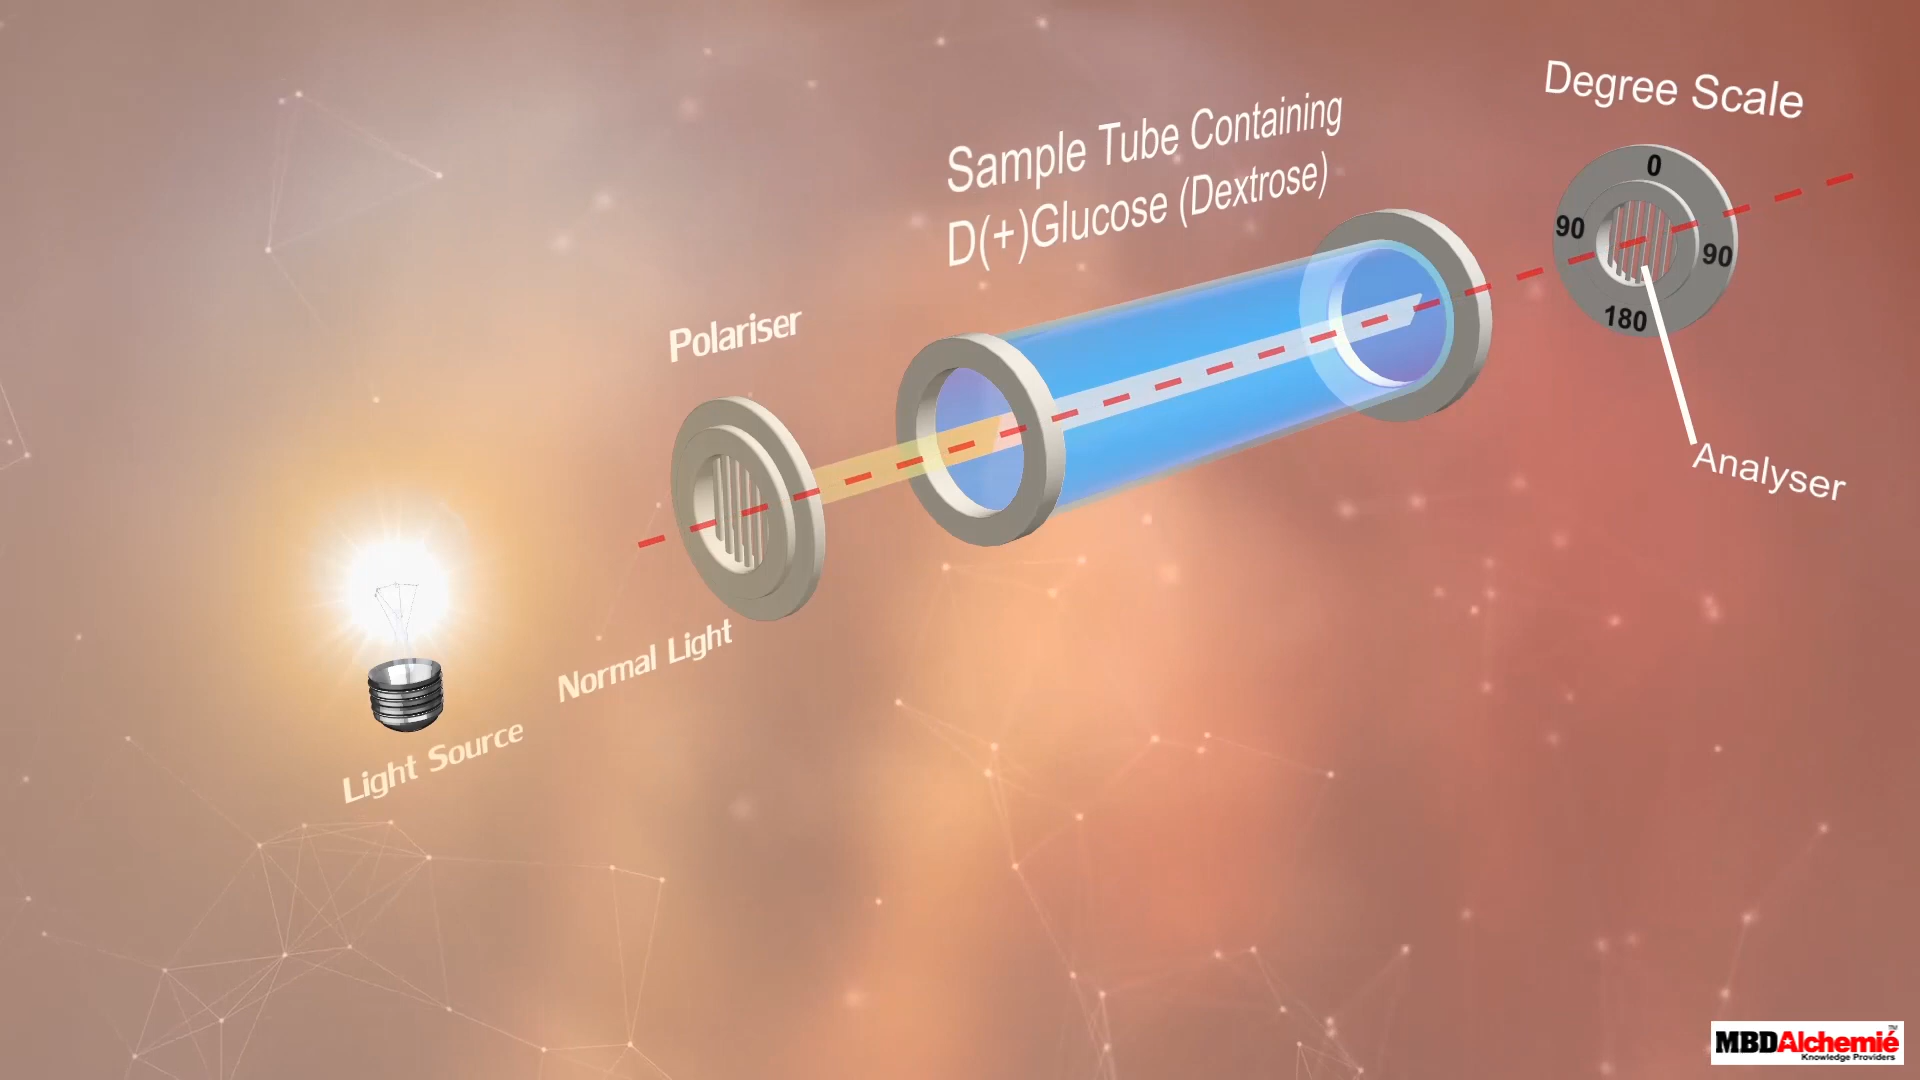 Degree Scale
Sample Tube Containing
D(+)Glucose (Dextrose)
0
90
90
180
Polariser
Analyser
Normal Light
Light Source
MBDAlchemié™
Knowledge Providers